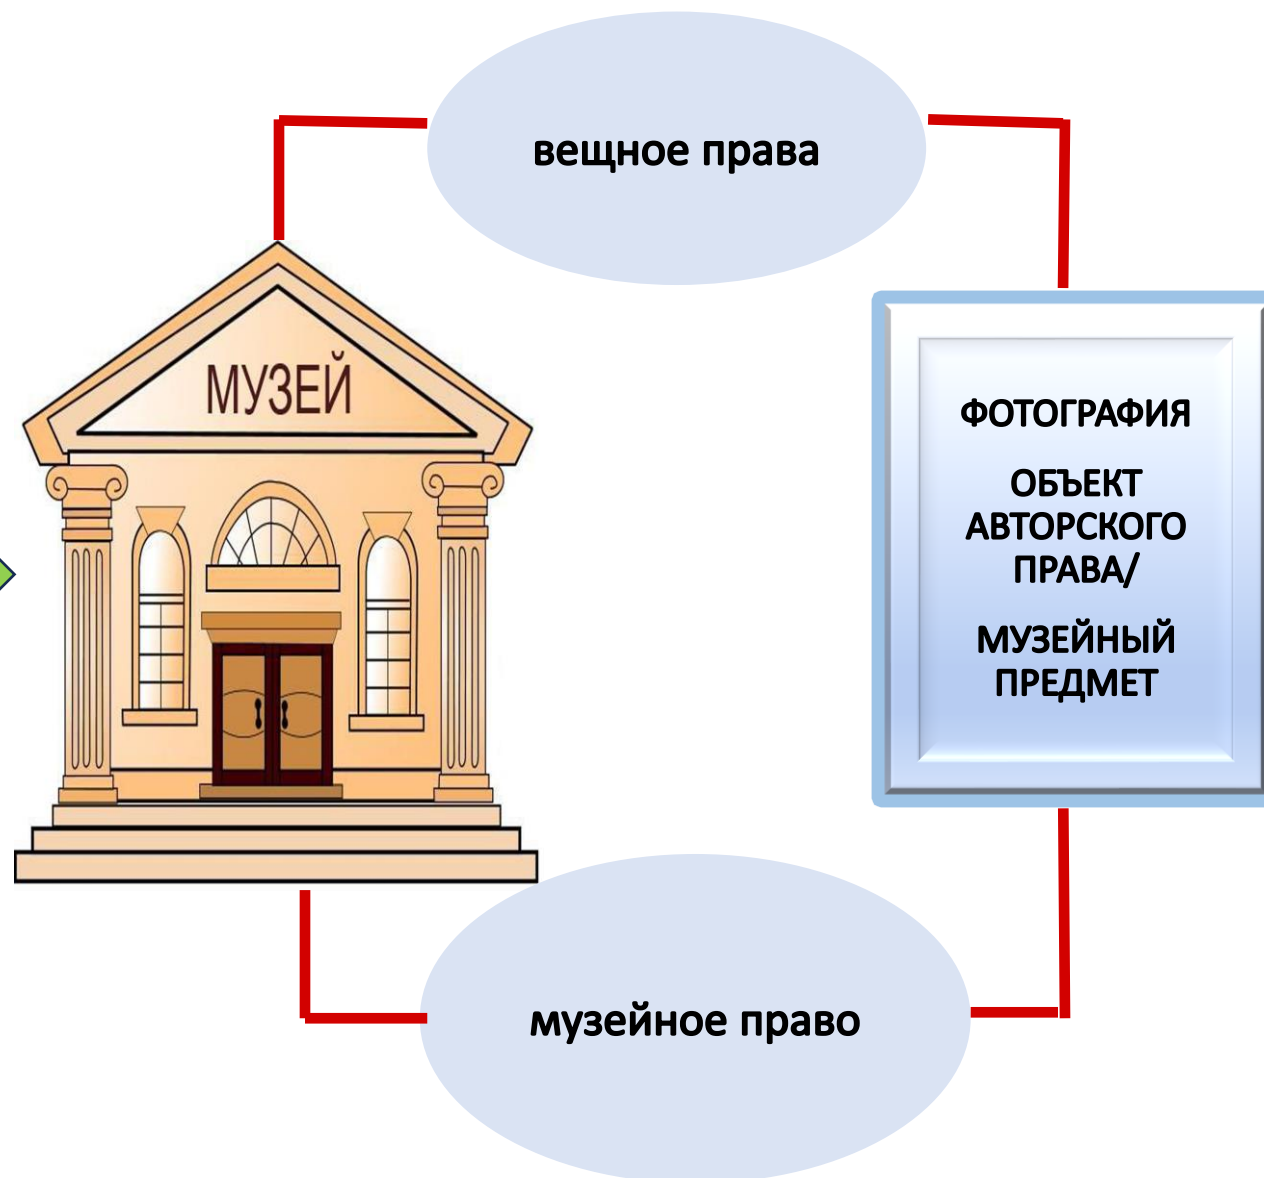 вещное права
МУЗЕЙ
ФОТОГРАФИЯ
ОБЪЕКТ
АВТОРСКОГО
ПРАВА/
МУЗЕЙНЫЙ
ПРЕДМЕТ
музейное право